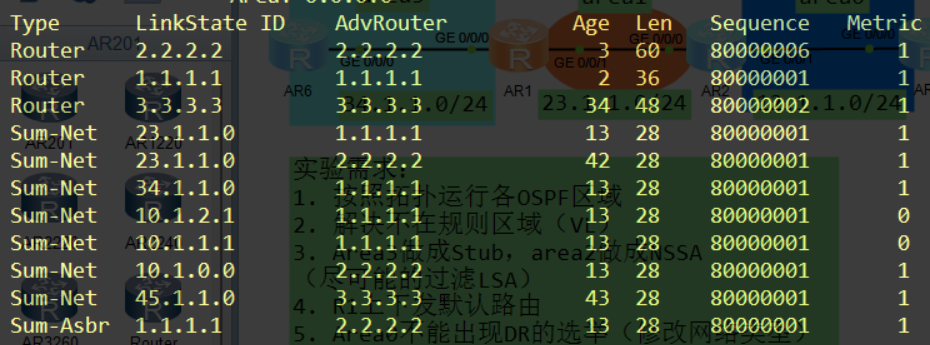 Area: 0.0.0.0
Type LinkState ID AdvRouter Age Len Sequence Metric
Router 2.2.2.2 2.2.2.2 3 60 80000006 1
Router 1.1.1.1 1.1.1.1 2 36 80000001 1
Router 3.3.3.3 3.3.3.3 34 48 80000002 1
Sum-Net 23.1.1.0 1.1.1.1 13 28 80000001 1
Sum-Net 23.1.1.0 2.2.2.2 42 28 80000001 1
Sum-Net 34.1.1.0 1.1.1.1 13 28 80000001 1
Sum-Net 10.1.2.1 1.1.1.1 13 28 80000001 0
Sum-Net 10.1.1.1 1.1.1.1 13 28 80000001 0
Sum-Net 10.1.0.0 2.2.2.2 13 28 80000001 1
Sum-Net 45.1.1.0 3.3.3.3 43 28 80000001 1
Sum-Asbr 1.1.1.1 2.2.2.2 13 28 80000001 1
AR201
GE 0/0/0
GE 0/0/0
GE 0/0/1
AR6
AR1
AR2
23.1.1.0/24
AR201
AR1220
AR3260
Router
实验需求：
1. 按照拓扑运行各OSPF区域
2. 解决不在规则区域（VL）
3. Area3做成Stub，area2做成NSSA
（尽可能的过滤LSA）
4. R1上下发默认路由
5. Area0不能出现DR的选举（修改网络类型）